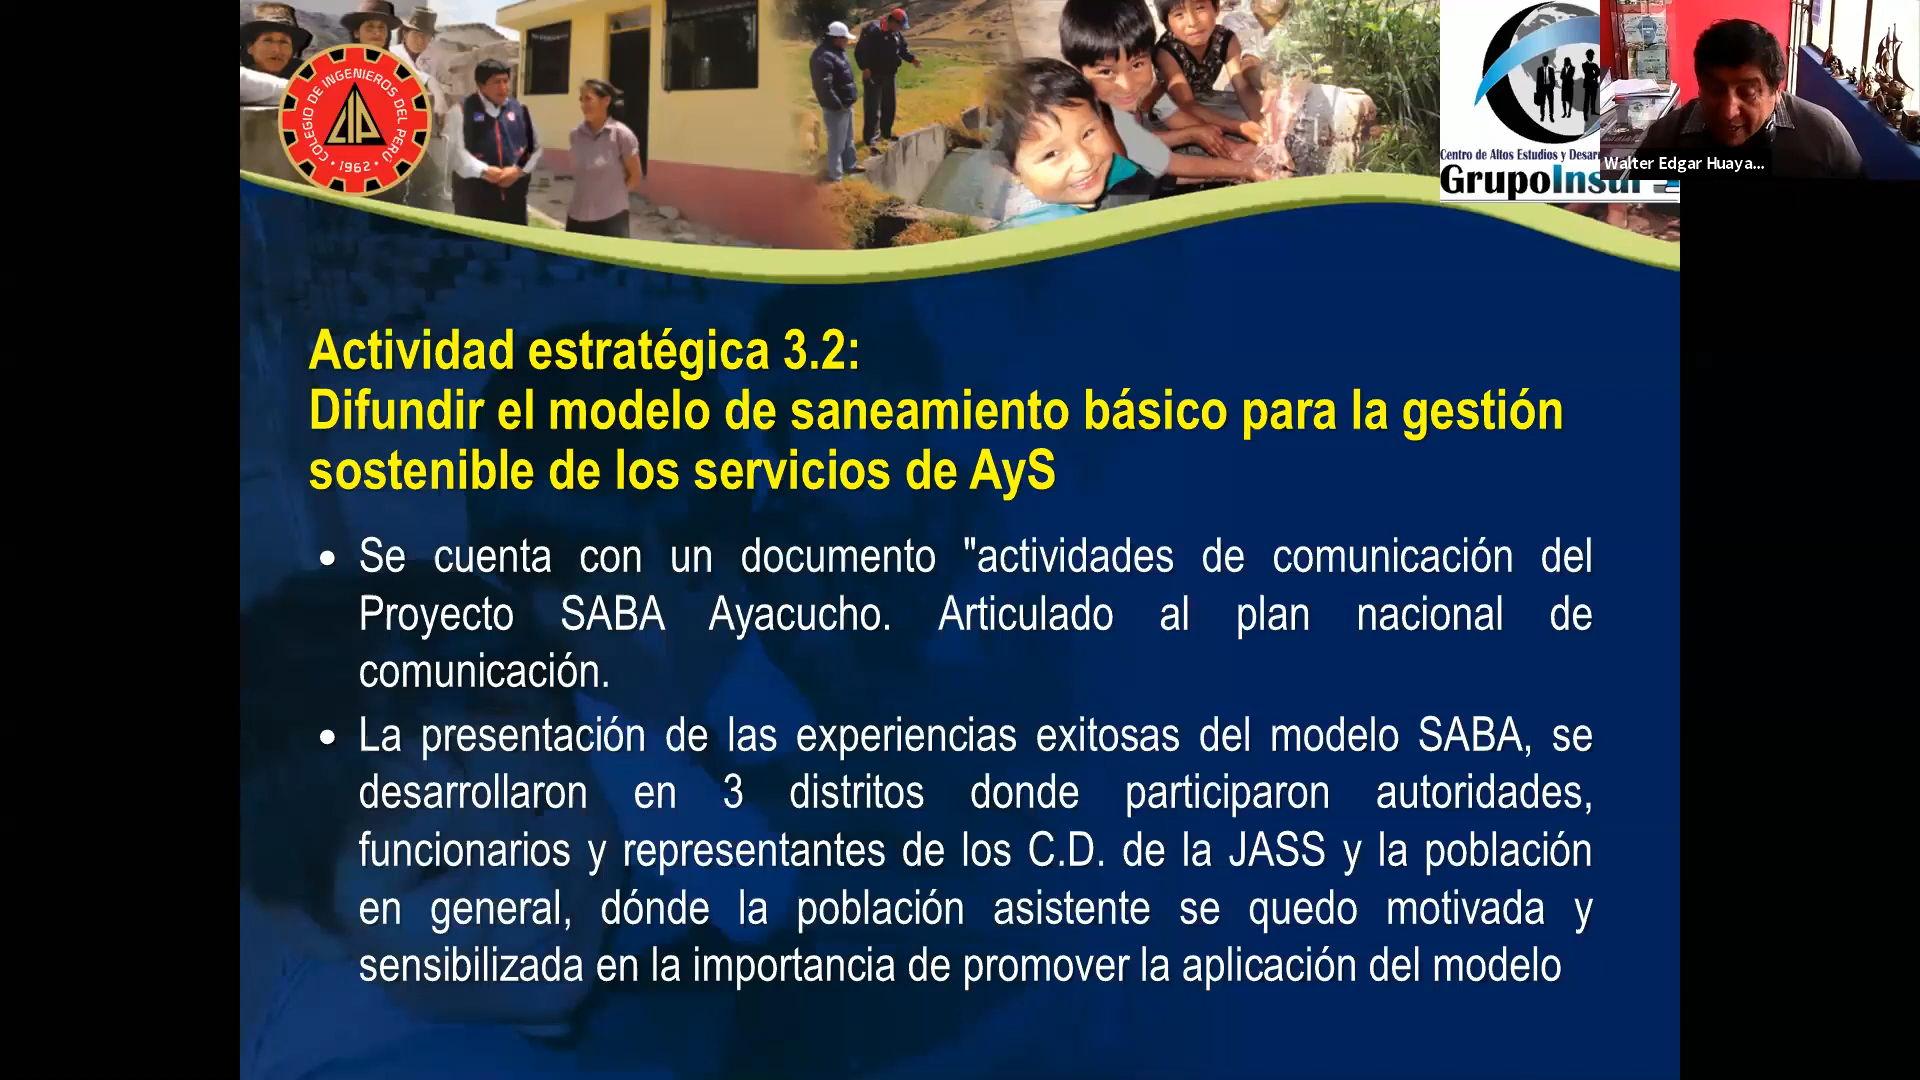 COLEGIO DE INGENIEROS DEL PERÚ
CIP
• 1962 •
Centro de Altos Estudios y
Walter Edgar Huaya...
Actividad estratégica 3.2:
Difundir el modelo de saneamiento básico para la gestión
sostenible de los servicios de AyS
• Se cuenta con un documento "actividades de comunicación del
Proyecto SABA Ayacucho. Articulado al plan nacional de
comunicación.
• La presentación de las experiencias exitosas del modelo SABA, se
desarrollaron en 3 distritos donde participaron autoridades,
funcionarios y representantes de los C.D. de la JASS y la población
en general, dónde la población asistente se quedo motivada y
sensibilizada en la importancia de promover la aplicación del modelo